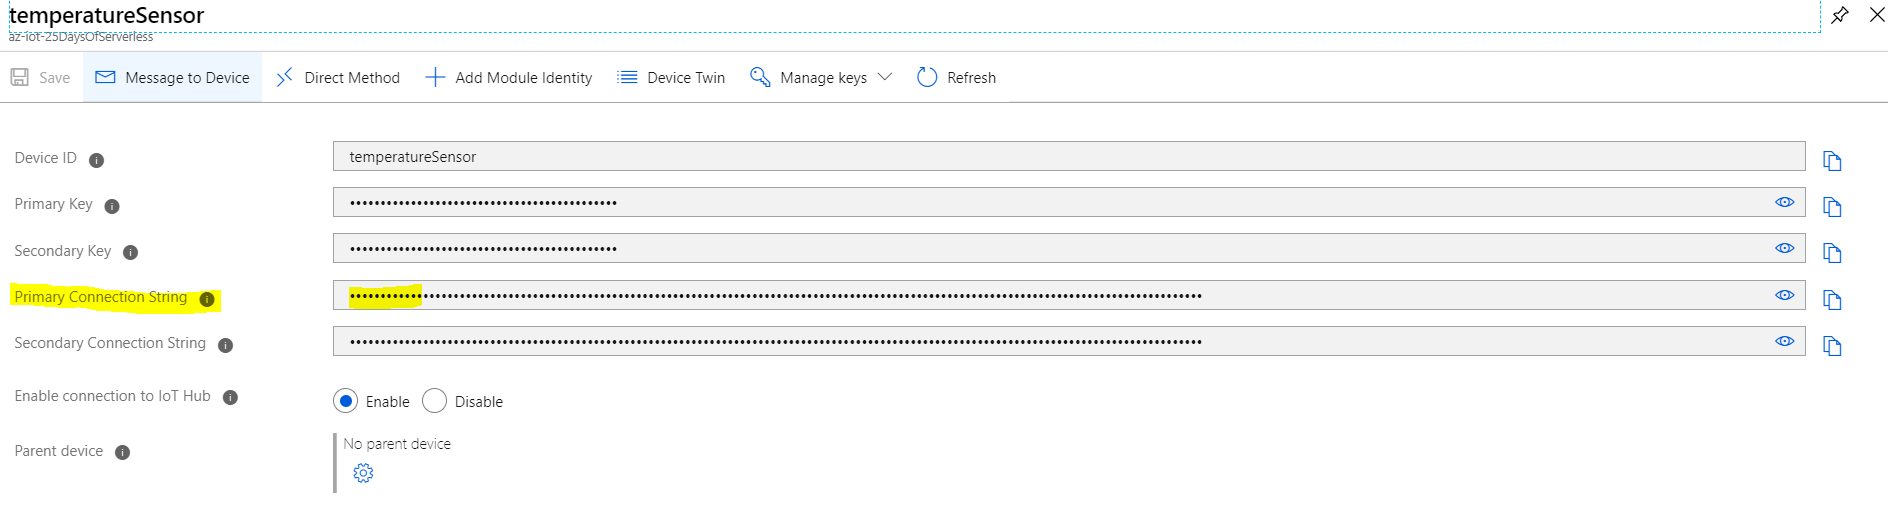 temperatureSensor
az-iot-25DaysOfServerless
Save Message to Device Direct Method Add Module Identity Device Twin Manage keys Refresh
Device ID temperatureSensor
Primary Key ••••••••••••••••••••••••••••••••••••••••••••
Secondary Key ••••••••••••••••••••••••••••••••••••••••••••
Primary Connection String
Secondary Connection String
Enable connection to IoT Hub Enable Disable
Parent device No parent device